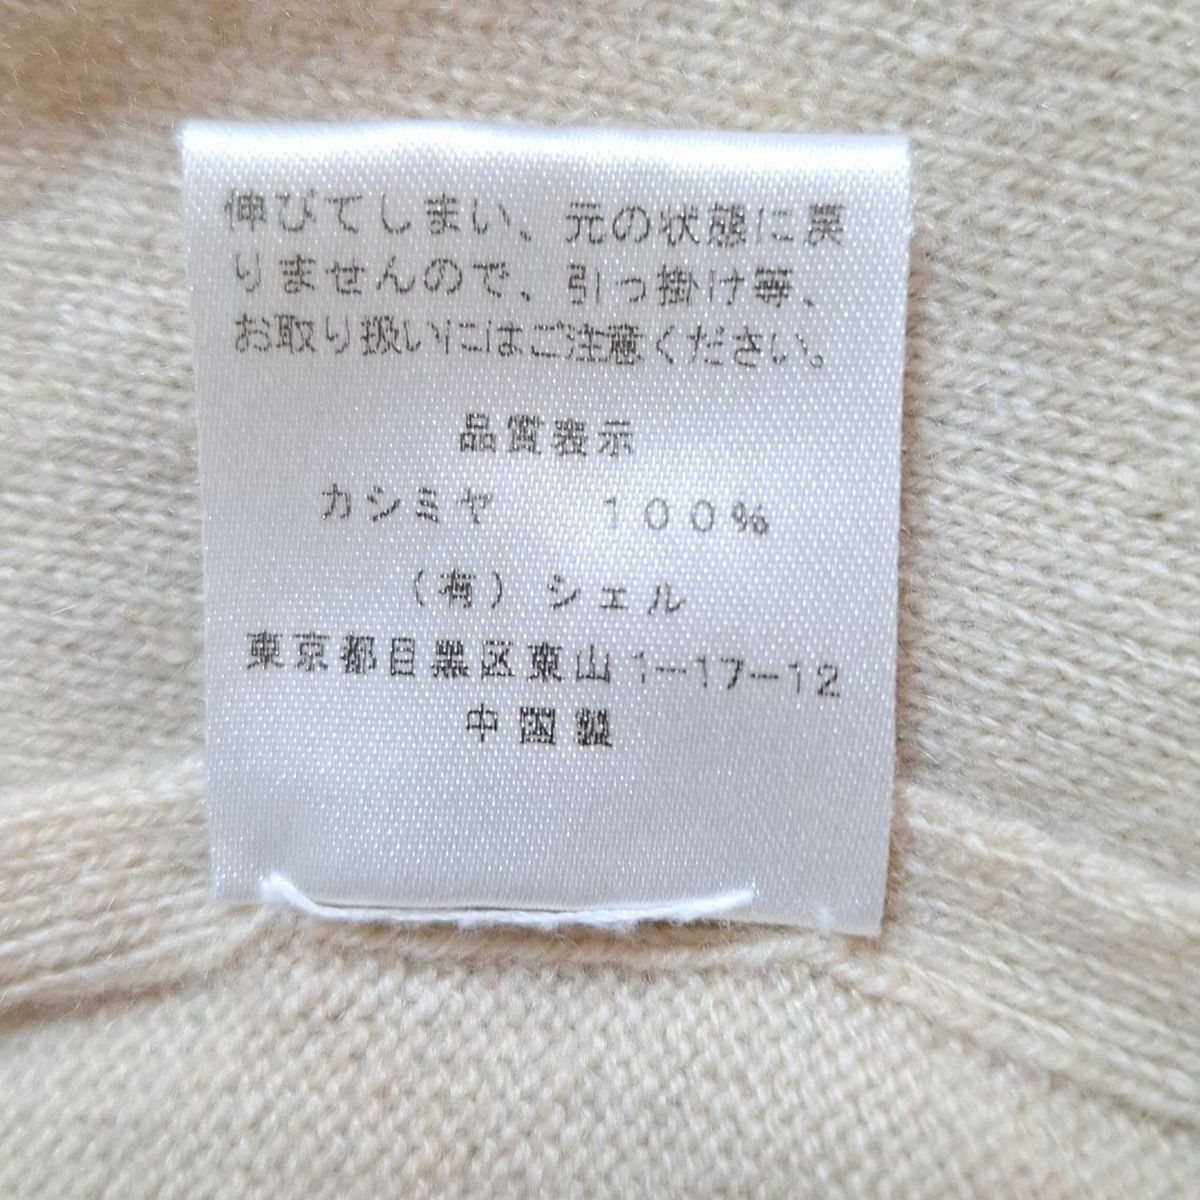 伸びてしまい、元の状態に戻
りませんので、引っ掛け等、
お取り扱いにはご注意ください。
品質表示
カシミヤ　　１００％
（有）シェル
東京都目黒区東山1-17-12
中国製